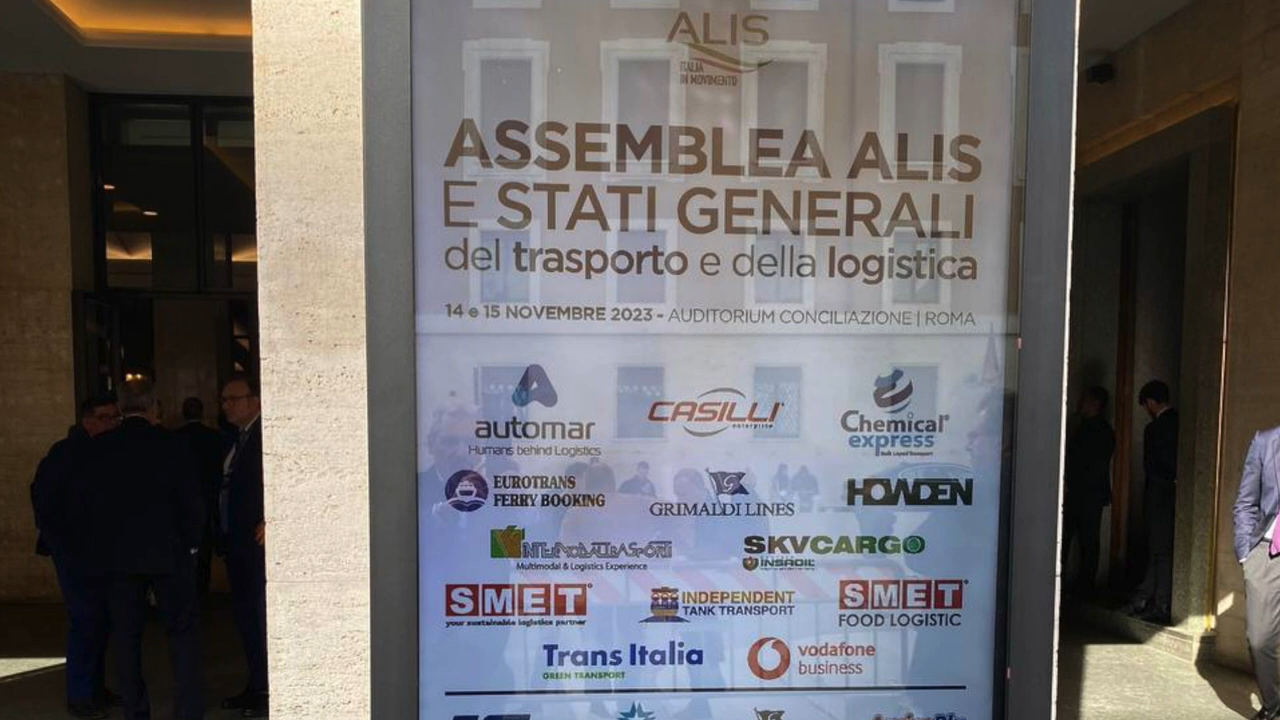 ALIS
ITALIA
IN MOVIMENTO
ASSEMBLEA ALIS
E STATI GENERALI
del trasporto e della logistica
14 e 15 NOVEMBRE 2023 - AUDITORIUM CONCILIAZIONE | ROMA
automar
Humans behind Logistics
CASILLI
enterprise
Chemical®
express
Bulk Liquid Transport
EUROTRANS
FERRY BOOKING
GRIMALDI LINES
HOWDEN
INTERMODALTRASPORTI
Multimodal & Logistics Experience
SKYCARGO
INSROIL
SMET®
your sustainable logistics partner
INDEPENDENT
TANK TRANSPORT
SMET®
FOOD LOGISTIC
Trans Italia
GREEN TRANSPORT
vodafone
business